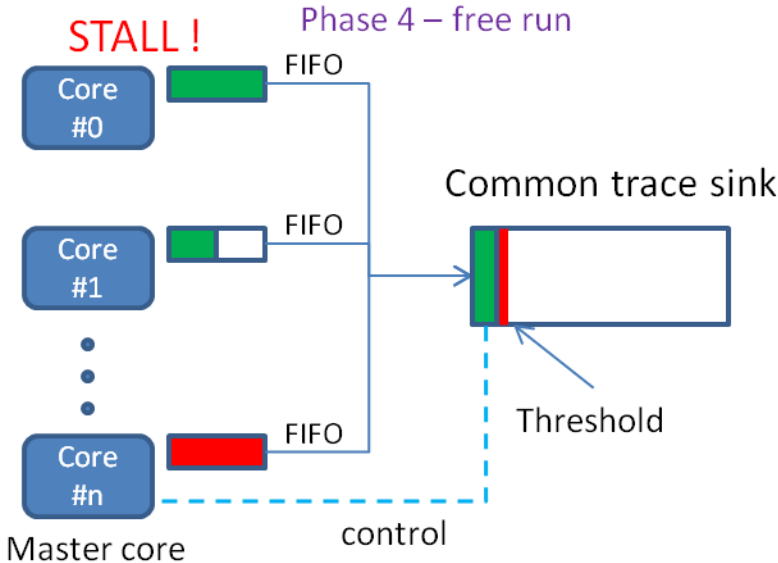 Phase 4 – free run
STALL !
FIFO
Core
#0
Common trace sink
FIFO
Core
#1
Threshold
FIFO
Core
#n
control
Master core